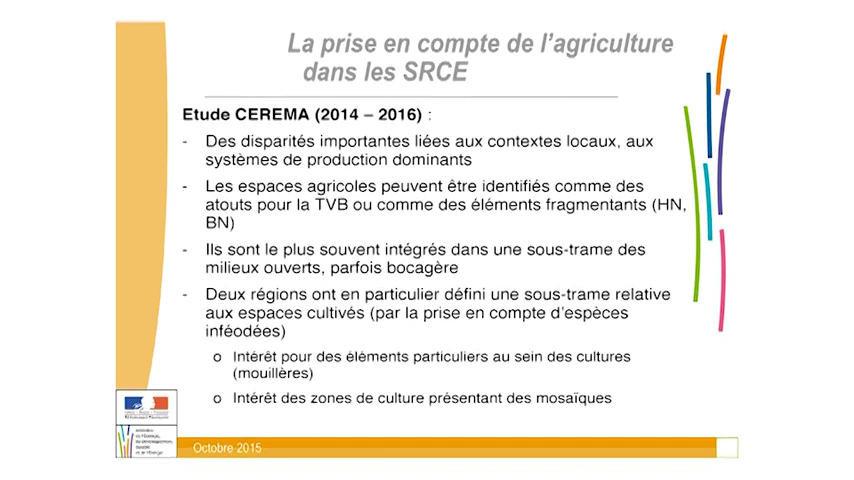 La prise en compte de l'agriculture
dans les SRCE
Etude CEREMA (2014 – 2016) :
- Des disparités importantes liées aux contextes locaux, aux
systèmes de production dominants
- Les espaces agricoles peuvent être identifiés comme des
atouts pour la TVB ou comme des éléments fragmentants (HN,
BN)
- Ils sont le plus souvent intégrés dans une sous-trame des
milieux ouverts, parfois bocagère
- Deux régions ont en particulier défini une sous-trame relative
aux espaces cultivés (par la prise en compte d'espèces
inféodées)
o Intérêt pour des éléments particuliers au sein des cultures
(mouillères)
o Intérêt des zones de culture présentant des mosaïques
Octobre 2015